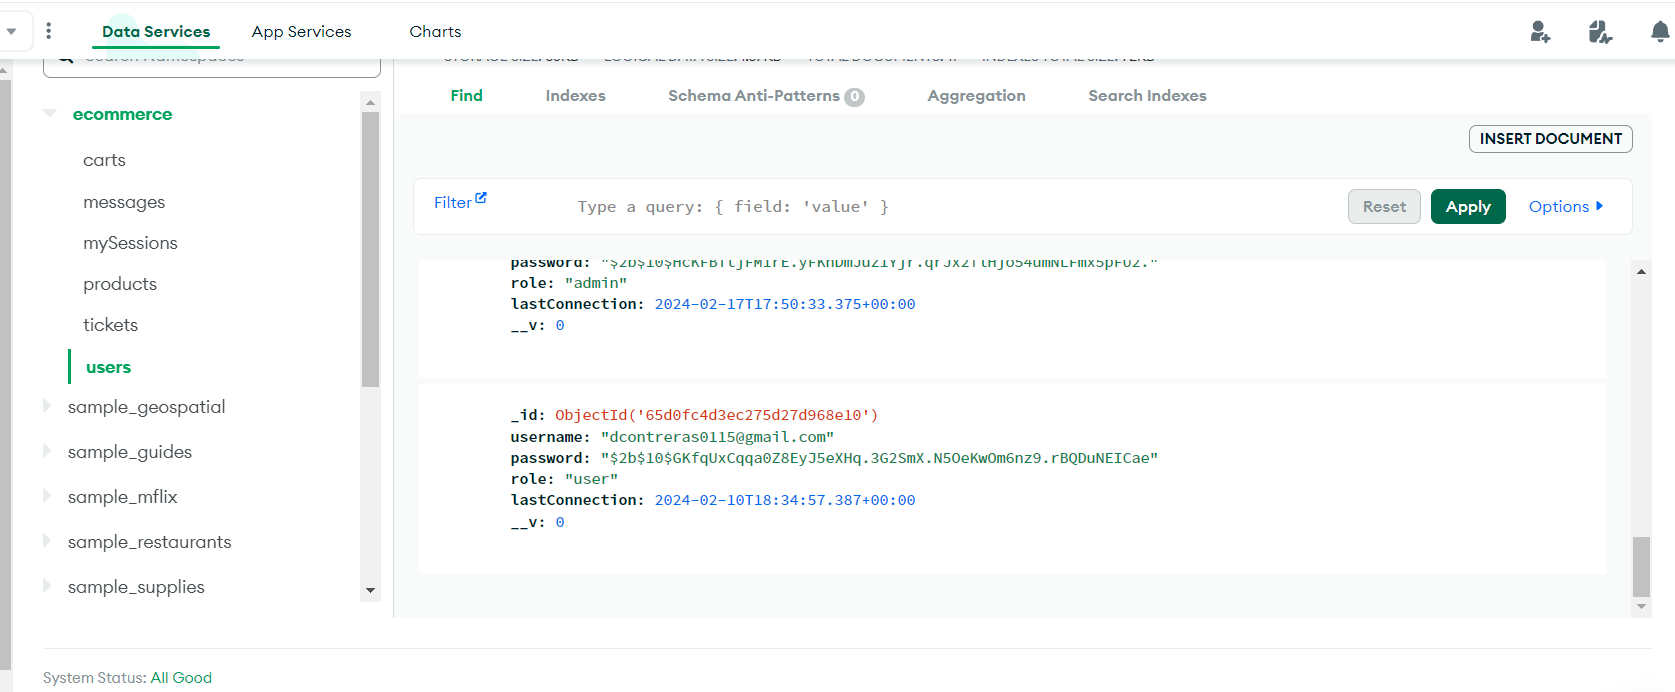 Data Services
App Services
Charts
ecommerce
carts
messages
mySessions
products
tickets
users
sample_geospatial
sample_guides
sample_mflix
sample_restaurants
sample_supplies
Find
Indexes
Schema Anti-Patterns 0
Aggregation
Search Indexes
INSERT DOCUMENT
Filter
Type a query: { field: 'value' }
Reset
Apply
Options
password:
role: "admin"
lastConnection: 2024-02-17T17:50:33.375+00:00
__v: 0
_id: ObjectId('65d0fc4d3ec275d27d968e10')
username: "dcontreras0115@gmail.com"
password: "$2b$10$GKfqUxCqqa0Z8EyJ5eXHq.3G2SmX.N5OeKwOm6nz9.rBQDuNEICae"
role: "user"
lastConnection: 2024-02-10T18:34:57.387+00:00
__v: 0
System Status: All Good